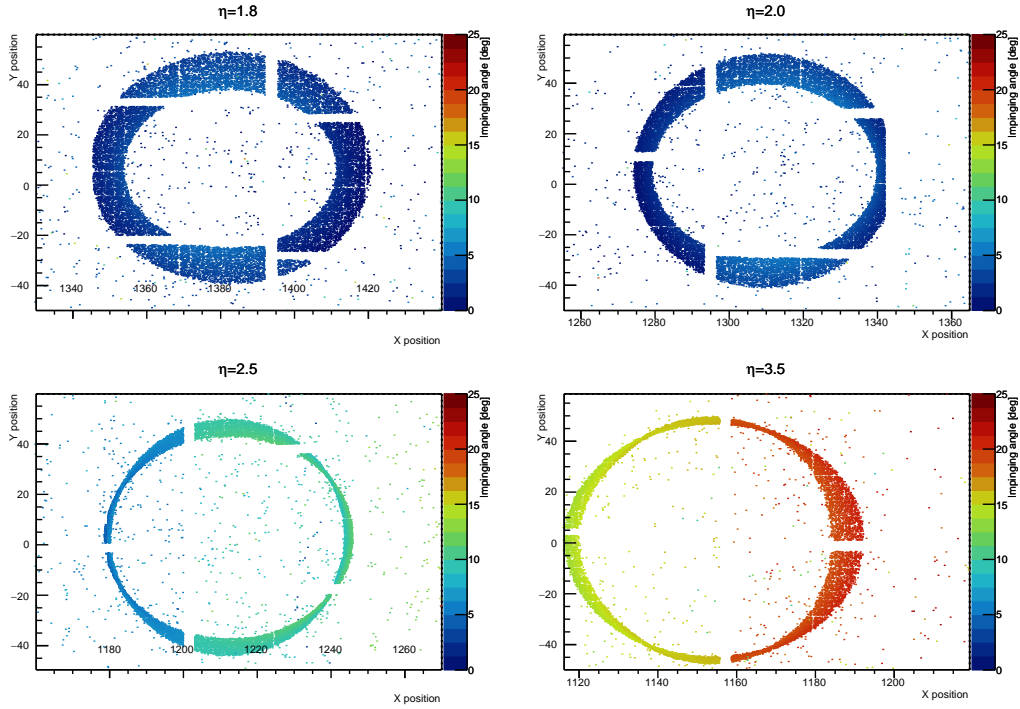 η=1.8
Y position
40
20
0
−20
−40
1340 1360 1380 1400 1420
X position
25
20
15
10
5
0
Impinging angle [deg]
η=2.0
Y position
40
20
0
−20
−40
1260 1280 1300 1320 1340 1360
X position
25
20
15
10
5
0
Impinging angle [deg]
η=2.5
Y position
40
20
0
−20
−40
1180 1200 1220 1240 1260
X position
25
20
15
10
5
0
Impinging angle [deg]
η=3.5
Y position
40
20
0
−20
−40
1120 1140 1160 1180 1200
X position
25
20
15
10
5
0
Impinging angle [deg]